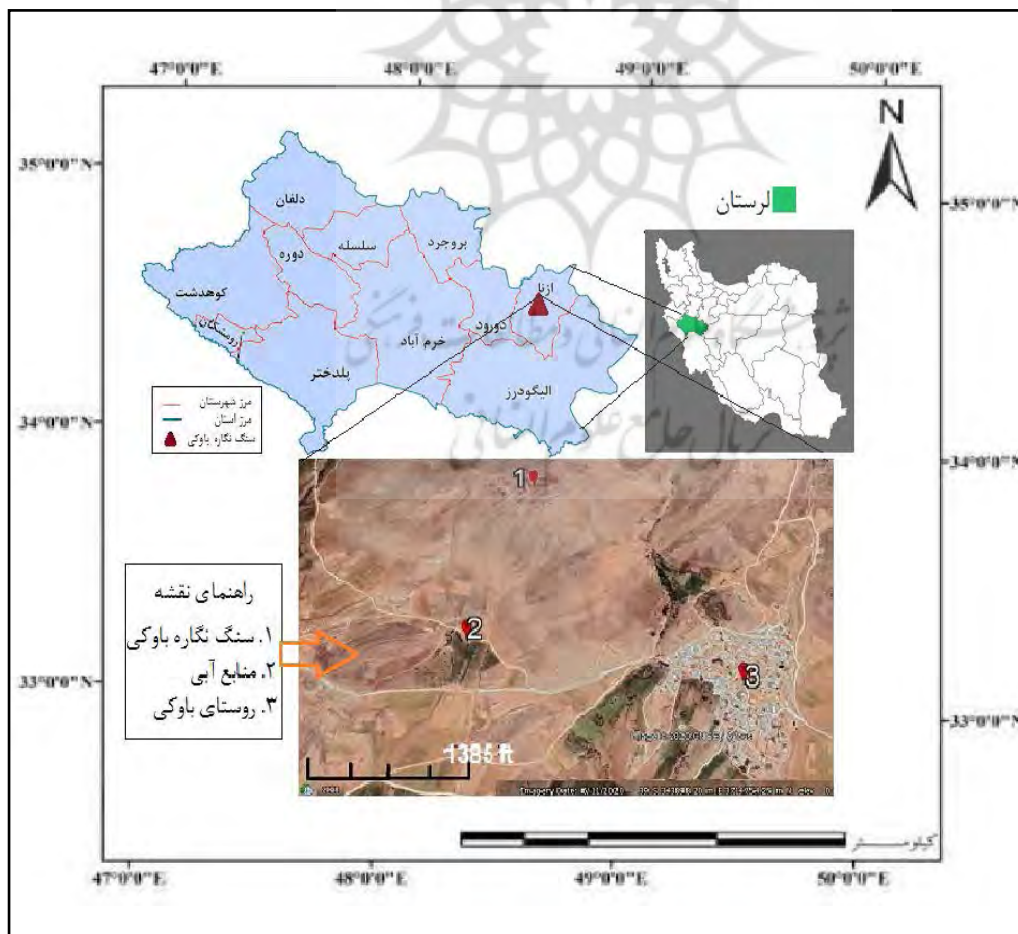 47°0'0"E 48°0'0"E 49°0'0"E 50°0'0"E
N
35°0'0"N
35°0'0"N
لرستان
دلفان
سلسله
بروجرد
دوره
کوهدشت
ازنا
دورود
خرم آباد
پلدختر
الیگودرز
34°0'0"N
34°0'0"N
مرز شهرستان
مرز استان
سنگ نگاره باوکی
1
2
3
راهنمای نقشه
۱. سنگ نگاره باوکی
۲. منابع آبی
۳. روستای باوکی
33°0'0"N
33°0'0"N
1385 ft
کیلومتر
47°0'0"E 48°0'0"E 49°0'0"E 50°0'0"E